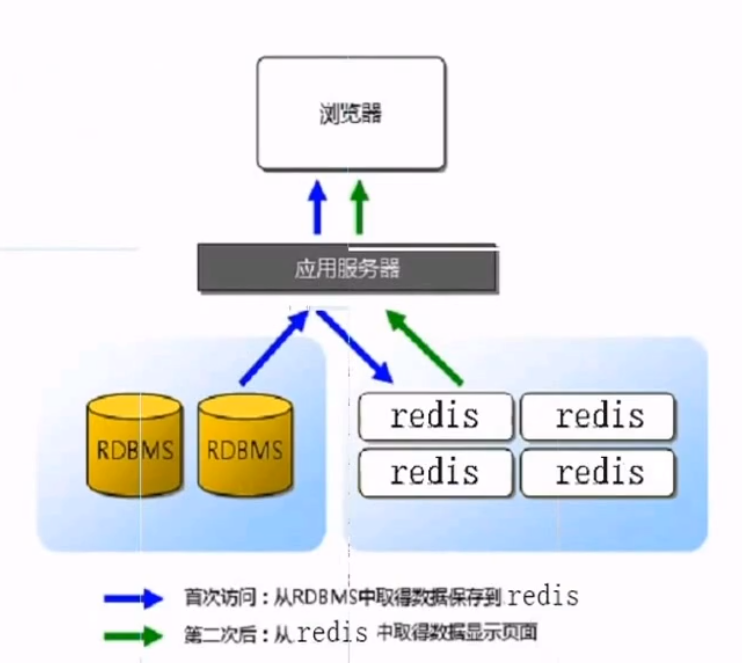 浏览器
应用服务器
RDBMS RDBMS
redis redis
redis redis
首次访问：从RDBMS中取得数据保存到.redis
第二次后：从.redis 中取得数据显示页面